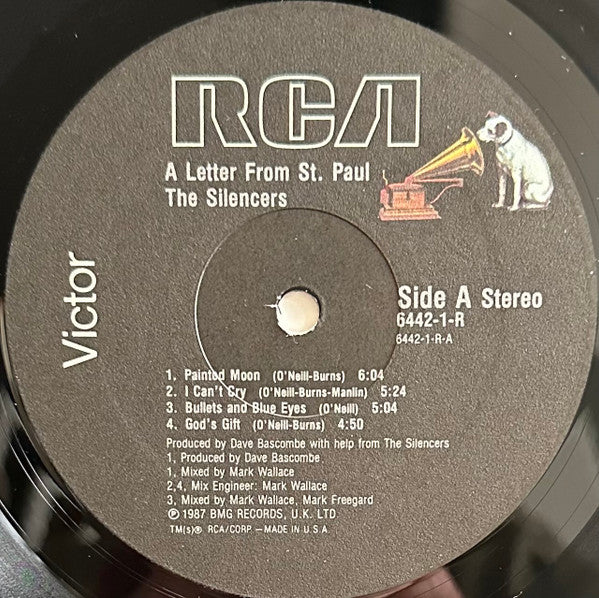 RCA
A Letter From St. Paul
The Silencers
Victor
Side A Stereo
6442-1-R
6442-1-R-A
1. Painted Moon (O'Neill-Burns) 6:04
2. I Can't Cry (O'Neill-Burns-Manlin) 5:24
3. Bullets and Blue Eyes (O'Neill) 5:04
4. God's Gift (O'Neill-Burns) 4:50
Produced by Dave Bascombe with help from The Silencers
1, Produced by Dave Bascombe
1, Mixed by Mark Wallace
2,4, Mix Engineer: Mark Wallace
3, Mixed by Mark Wallace, Mark Freegard
℗ 1987 BMG RECORDS, U.K. LTD
TM(s)® RCA/CORP. – MADE IN U.S.A.